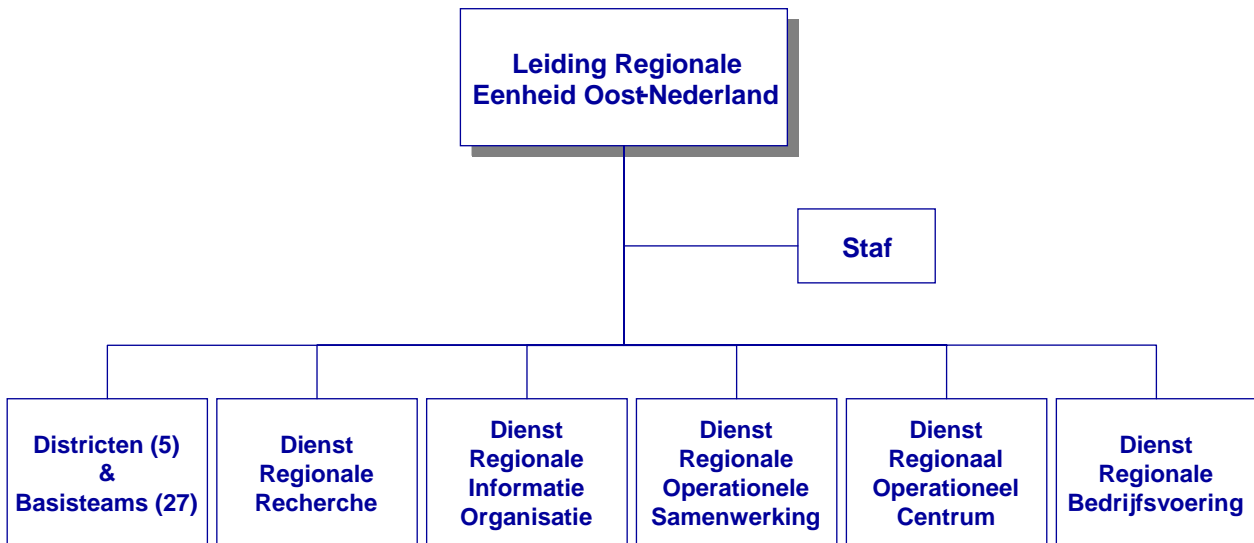 Leiding Regionale
Eenheid Oost-Nederland
Staf
Districten (5)
&
Basisteams (27)
Dienst
Regionale
Recherche
Dienst
Regionale
Informatie
Organisatie
Dienst
Regionale
Operationele
Samenwerking
Dienst
Regionaal
Operationeel
Centrum
Dienst
Regionale
Bedrijfsvoering